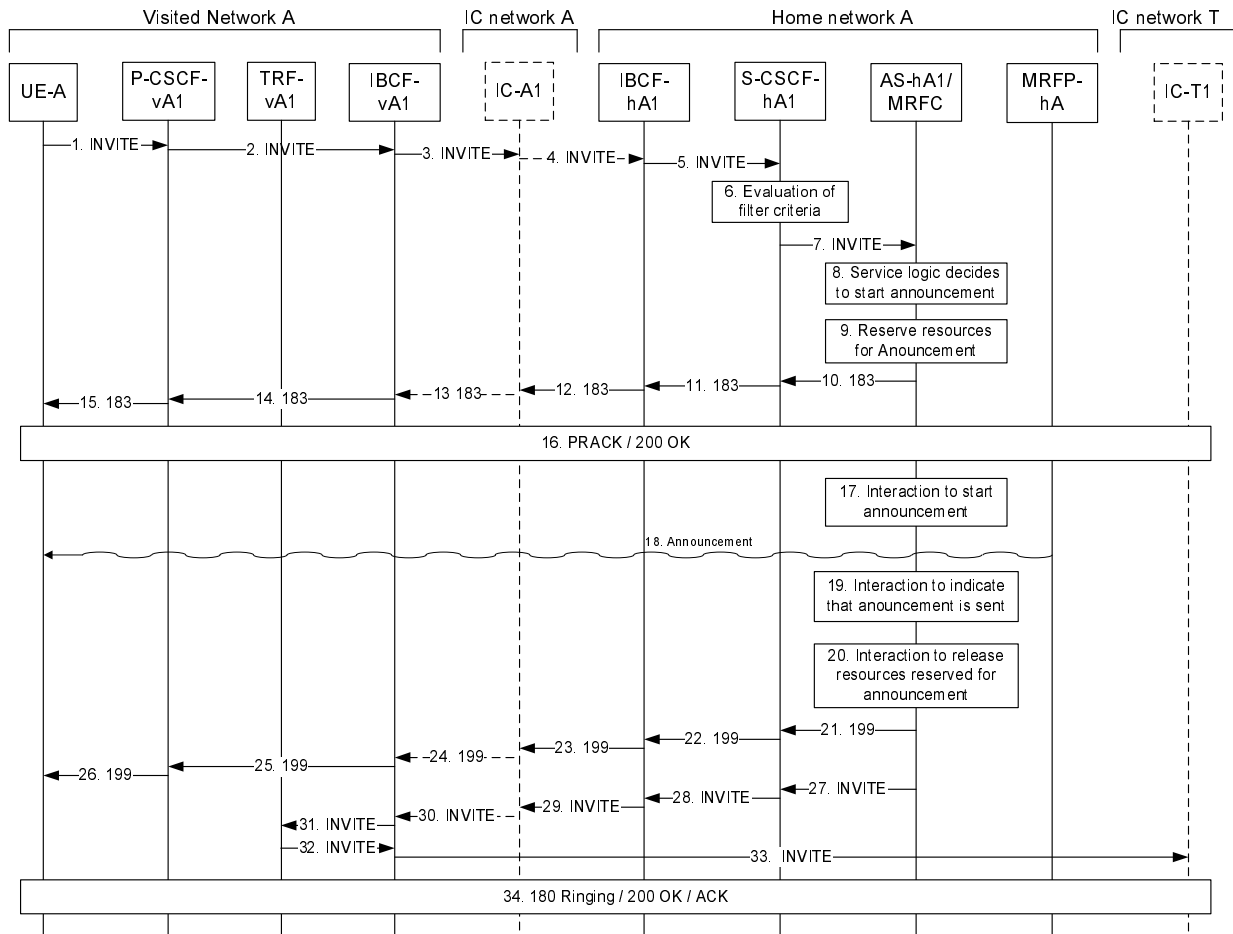 Visited Network A
IC network A
Home network A
IC network T
UE-A
P-CSCF-
vA1
TRF-
vA1
IBCF-
vA1
IC-A1
IBCF-
hA1
S-CSCF-
hA1
AS-hA1/
MRFC
MRFP-
hA
IC-T1
1. INVITE
2. INVITE
3. INVITE
4. INVITE
5. INVITE
6. Evaluation of
filter criteria
7. INVITE
8. Service logic decides
to start announcement
9. Reserve resources
for Anouncement
10. 183
11. 183
12. 183
13 183
14. 183
15. 183
16. PRACK / 200 OK
17. Interaction to start
announcement
18. Announcement
19. Interaction to indicate
that anouncement is sent
20. Interaction to release
resources reserved for
announcement
21. 199
22. 199
23. 199
24. 199
25. 199
26. 199
27. INVITE
28. INVITE
29. INVITE
30. INVITE
31. INVITE
32. INVITE
33. INVITE
34. 180 Ringing / 200 OK / ACK